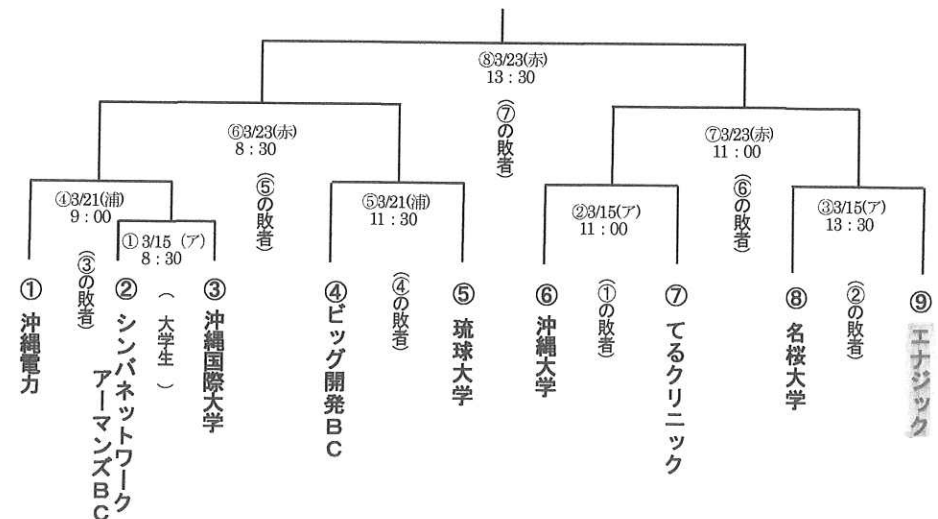 ⑧3/23(赤)
13：30
(⑦の敗者)
⑥3/23(赤)
8：30
(⑤の敗者)
⑦3/23(赤)
11：00
(⑥の敗者)
④3/21(浦)
9：00
(③の敗者)
①3/15（ア）
8：30
（大学生）
⑤3/21(浦)
11：30
(④の敗者)
②3/15(ア)
11：00
(①の敗者)
③3/15(ア)
13：30
(②の敗者)
① 沖縄電力
② シンバネットワーク
アーマンズBC
③ 沖縄国際大学
④ ビッグ開発BC
⑤ 琉球大学
⑥ 沖縄大学
⑦ てるクリニック
⑧ 名桜大学
⑨ エナジック